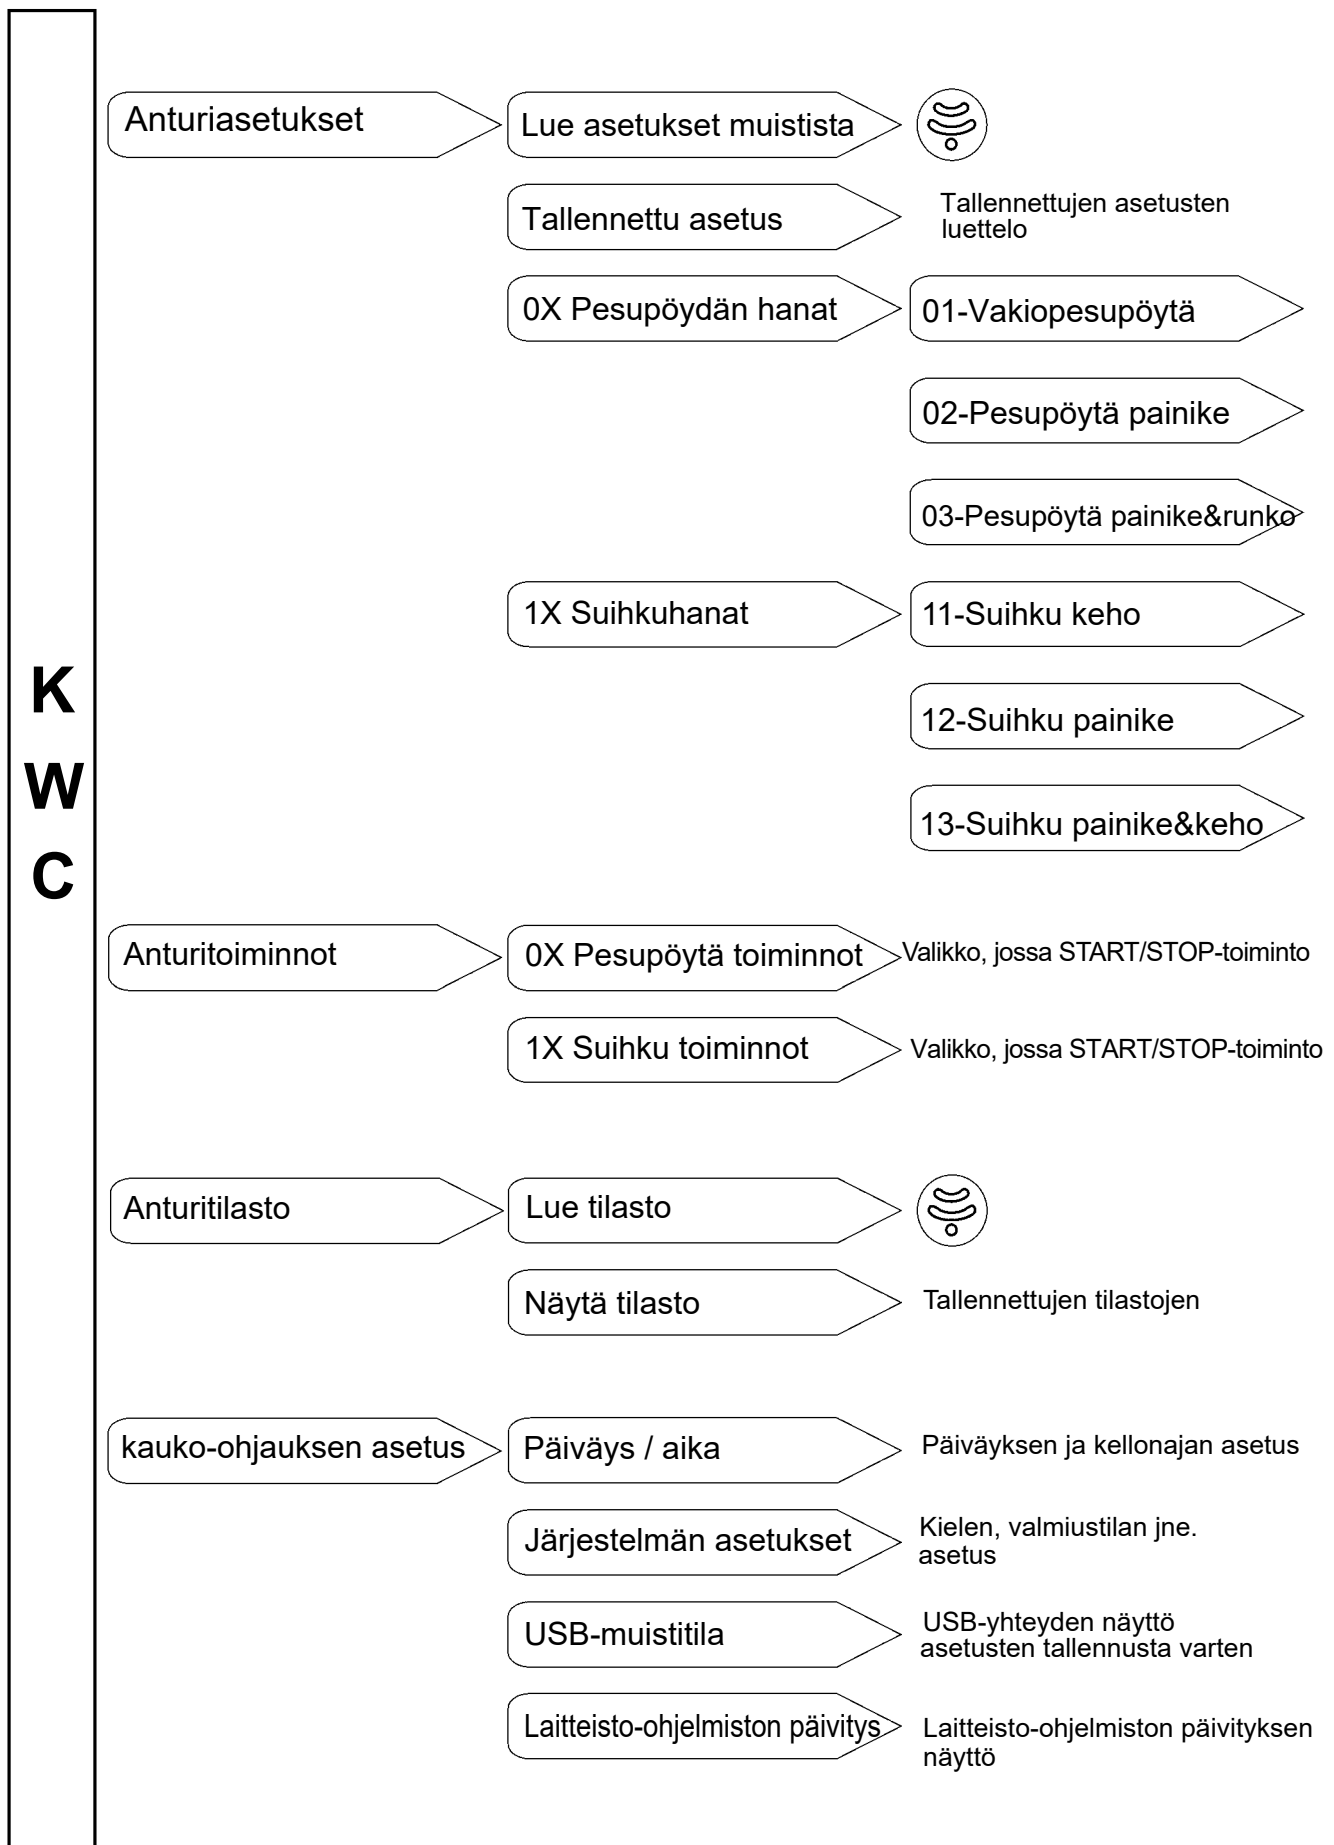 K
W
C
Anturiasetukset
Lue asetukset muistista
Tallennettu asetus
Tallennettujen asetusten
luettelo
0X Pesupöydän hanat
01-Vakiopesupöytä
02-Pesupöytä painike
03-Pesupöytä painike&runko
1X Suihkuhanat
11-Suihku keho
12-Suihku painike
13-Suihku painike&keho
Anturitoiminnot
0X Pesupöytä toiminnot
Valikko, jossa START/STOP-toiminto
1X Suihku toiminnot
Valikko, jossa START/STOP-toiminto
Anturitilasto
Lue tilasto
Näytä tilasto
Tallennettujen tilastojen
kauko-ohjauksen asetus
Päiväys / aika
Päiväyksen ja kellonajan asetus
Järjestelmän asetukset
Kielen, valmiustilan jne.
asetus
USB-muistitila
USB-yhteyden näyttö
asetusten tallennusta varten
Laitteisto-ohjelmiston päivitys
Laitteisto-ohjelmiston päivityksen
näyttö